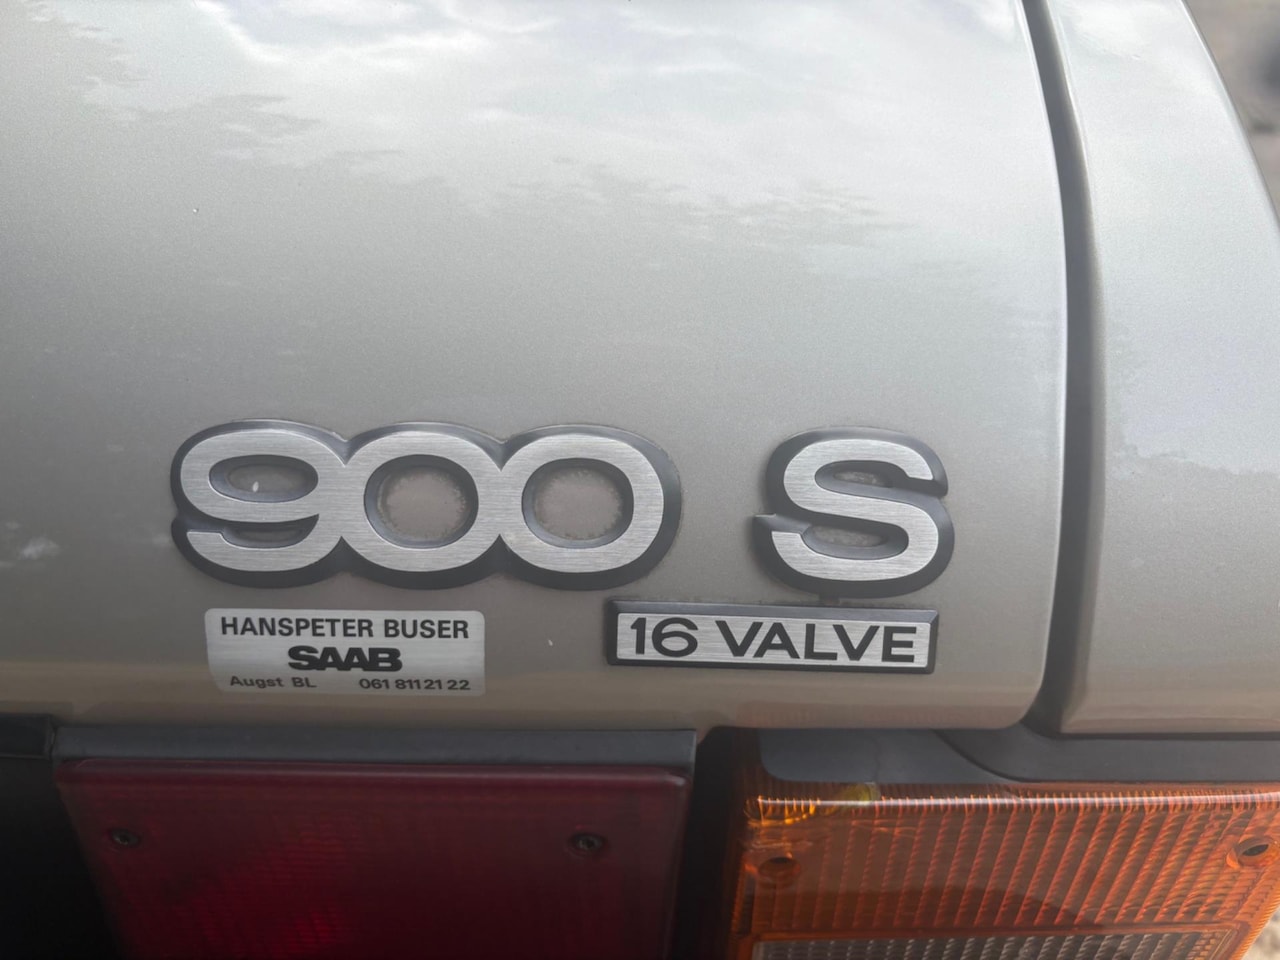 900 S
16 VALVE
HANSPETER BUSER
SAAB
Augst BL 061 811 21 22